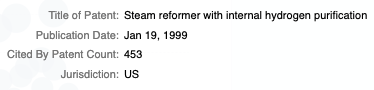 Title of Patent: Steam reformer with internal hydrogen purification
Publication Date: Jan 19, 1999
Cited By Patent Count: 453
Jurisdiction: US